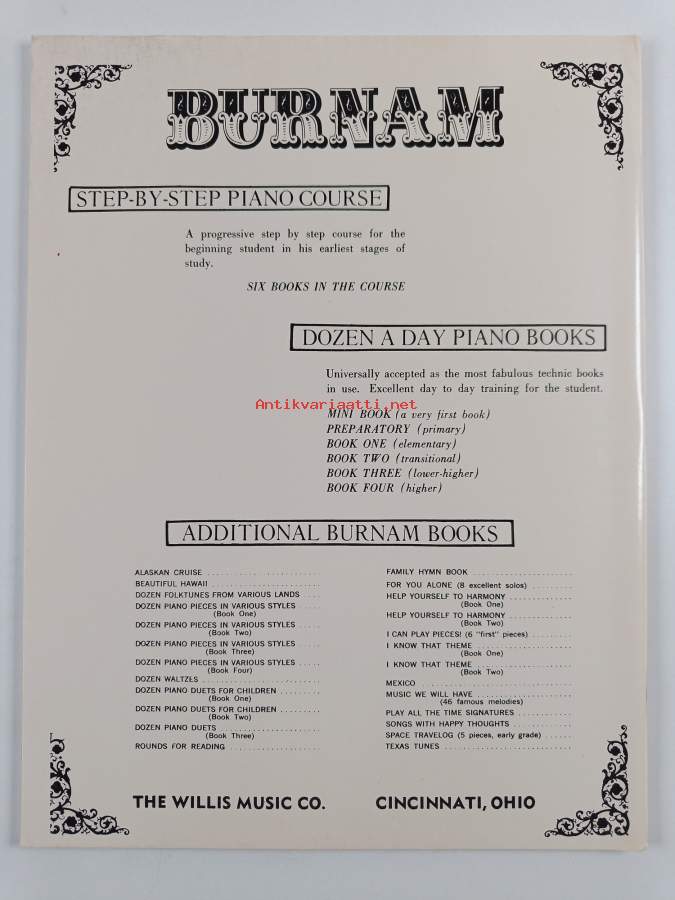 BURNAM
STEP-BY-STEP PIANO COURSE
A progressive step by step course for the
beginning student in his earliest stages of
study.
SIX BOOKS IN THE COURSE
DOZEN A DAY PIANO BOOKS
Universally accepted as the most fabulous technic books
in use. Excellent day to day training for the student.
Antikvariaatti.net
MINI BOOK (a very first book)
PREPARATORY (primary)
BOOK ONE (elementary)
BOOK TWO (transitional)
BOOK THREE (lower-higher)
BOOK FOUR (higher)
ADDITIONAL BURNAM BOOKS
ALASKAN CRUISE
BEAUTIFUL HAWAII
DOZEN FOLKTUNES FROM VARIOUS LANDS
DOZEN PIANO PIECES IN VARIOUS STYLES
(Book One)
DOZEN PIANO PIECES IN VARIOUS STYLES
(Book Two)
DOZEN PIANO PIECES IN VARIOUS STYLES
(Book Three)
DOZEN PIANO PIECES IN VARIOUS STYLES
(Book Four)
DOZEN WALTZES
DOZEN PIANO DUETS FOR CHILDREN
(Book One)
DOZEN PIANO DUETS FOR CHILDREN
(Book Two)
DOZEN PIANO DUETS
(Book Three)
ROUNDS FOR READING
FAMILY HYMN BOOK
FOR YOU ALONE (8 excellent solos)
HELP YOURSELF TO HARMONY
(Book One)
HELP YOURSELF TO HARMONY
(Book Two)
I CAN PLAY PIECES! (6 "first" pieces)
I KNOW THAT THEME
(Book One)
I KNOW THAT THEME
(Book Two)
MEXICO
MUSIC WE WILL HAVE
(46 famous melodies)
PLAY ALL THE TIME SIGNATURES
SONGS WITH HAPPY THOUGHTS
SPACE TRAVELOG (5 pieces, early grade)
TEXAS TUNES
THE WILLIS MUSIC CO. CINCINNATI, OHIO